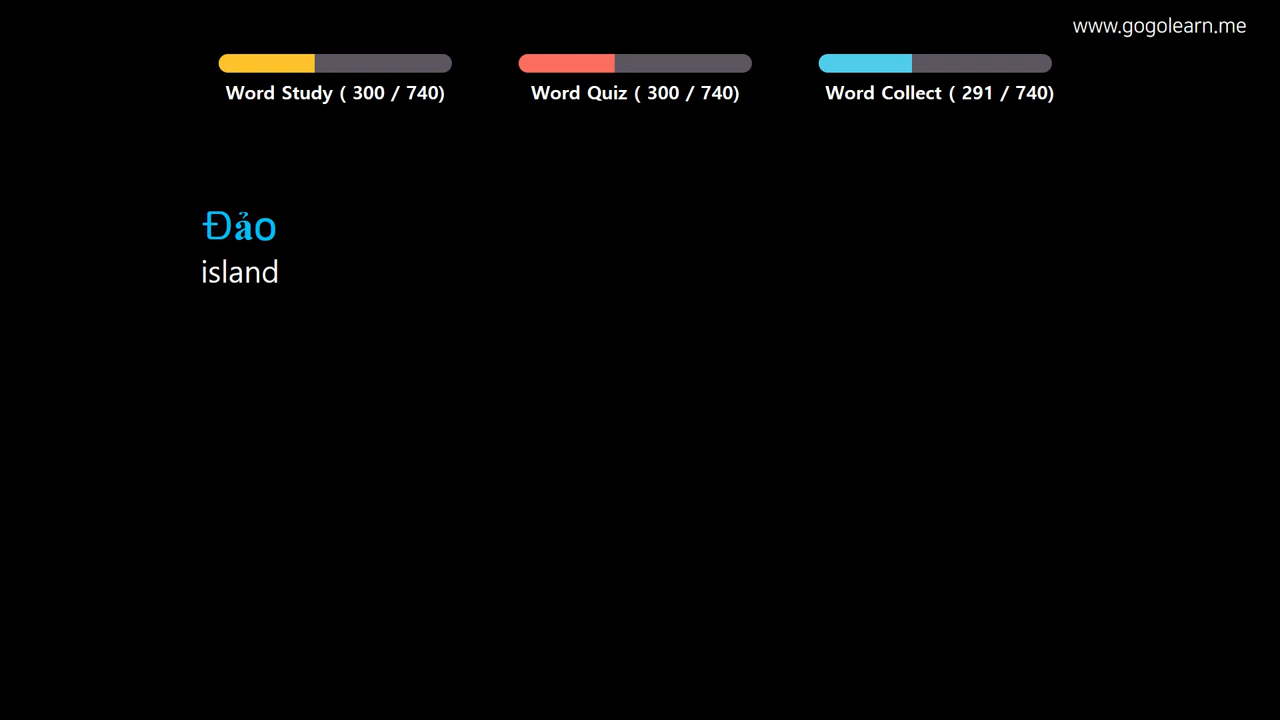 www.gogolearn.me
Word Study ( 300 / 740)
Word Quiz ( 300 / 740)
Word Collect ( 291 / 740)
Đảo
island